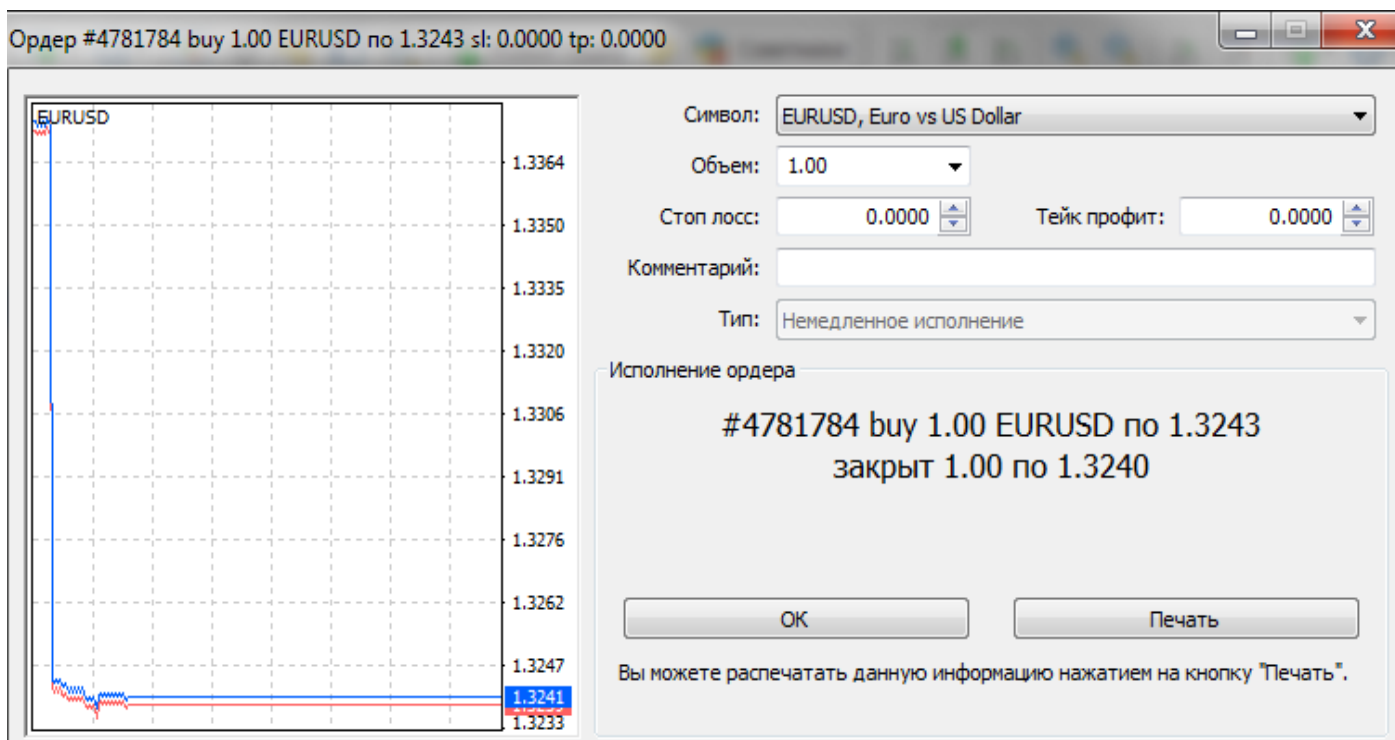 Ордер #4781784 buy 1.00 EURUSD по 1.3243 sl: 0.0000 tp: 0.0000
EURUSD
1.3364
1.3350
1.3335
1.3320
1.3306
1.3291
1.3276
1.3262
1.3247
1.3241
1.3233
Символ: EURUSD, Euro vs US Dollar
Объем: 1.00
Стоп лосс: 0.0000 Тейк профит: 0.0000
Комментарий:
Тип: Немедленное исполнение
Исполнение ордера
#4781784 buy 1.00 EURUSD по 1.3243
закрыт 1.00 по 1.3240
OK Печать
Вы можете распечатать данную информацию нажатием на кнопку "Печать".